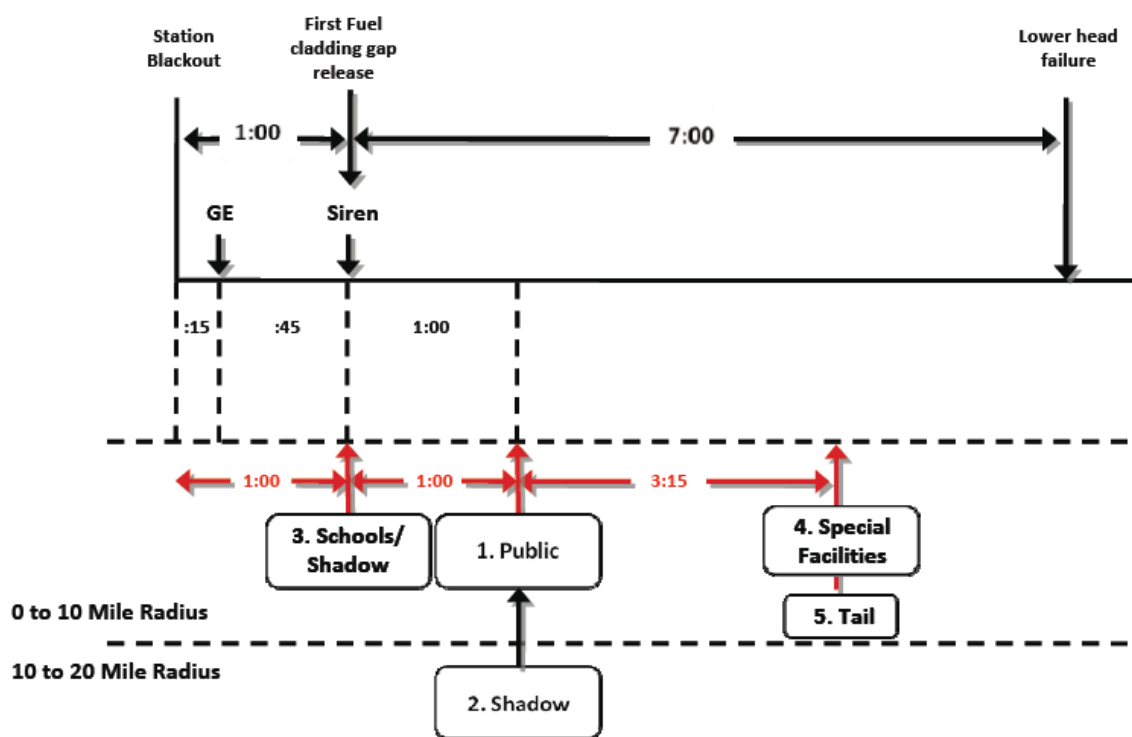 Station
Blackout
First Fuel
cladding gap
release
Lower head
failure
1:00
7:00
GE
Siren
:15
:45
1:00
1:00
1:00
3:15
3. Schools/
Shadow
1. Public
4. Special
Facilities
5. Tail
0 to 10 Mile Radius
10 to 20 Mile Radius
2. Shadow